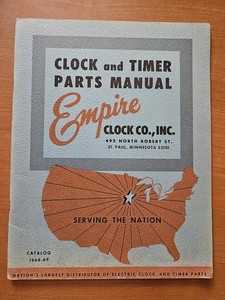 CLOCK and TIMER
PARTS MANUAL
Empire
CLOCK CO., INC.
492 NORTH ROBERT ST.
ST. PAUL, MINNESOTA 55101
SERVING THE NATION
CATALOG
1968-69
NATION'S LARGEST DISTRIBUTOR OF ELECTRIC CLOCK AND TIMER PARTS